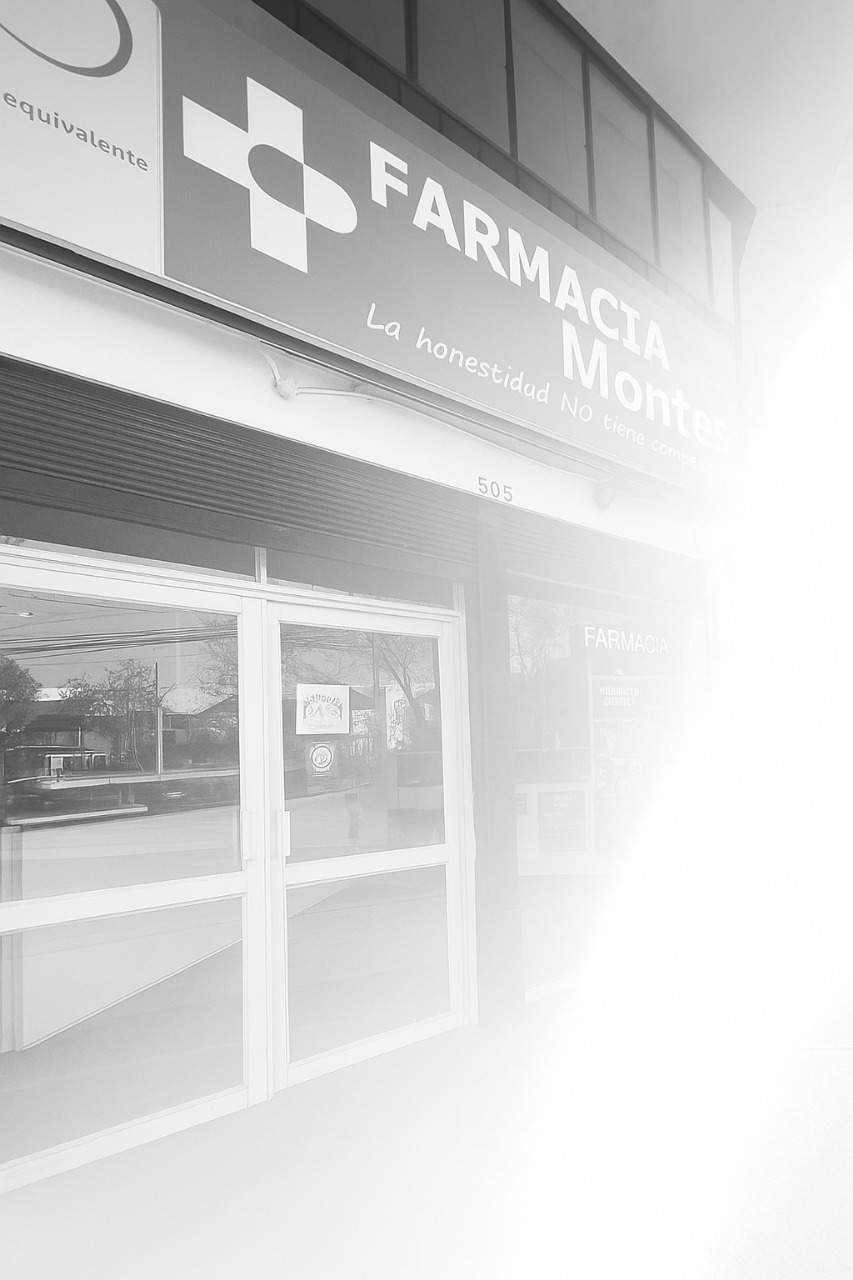 equivalente
FARMACIA
Montes
La honestidad NO tiene
505
FARMACIA